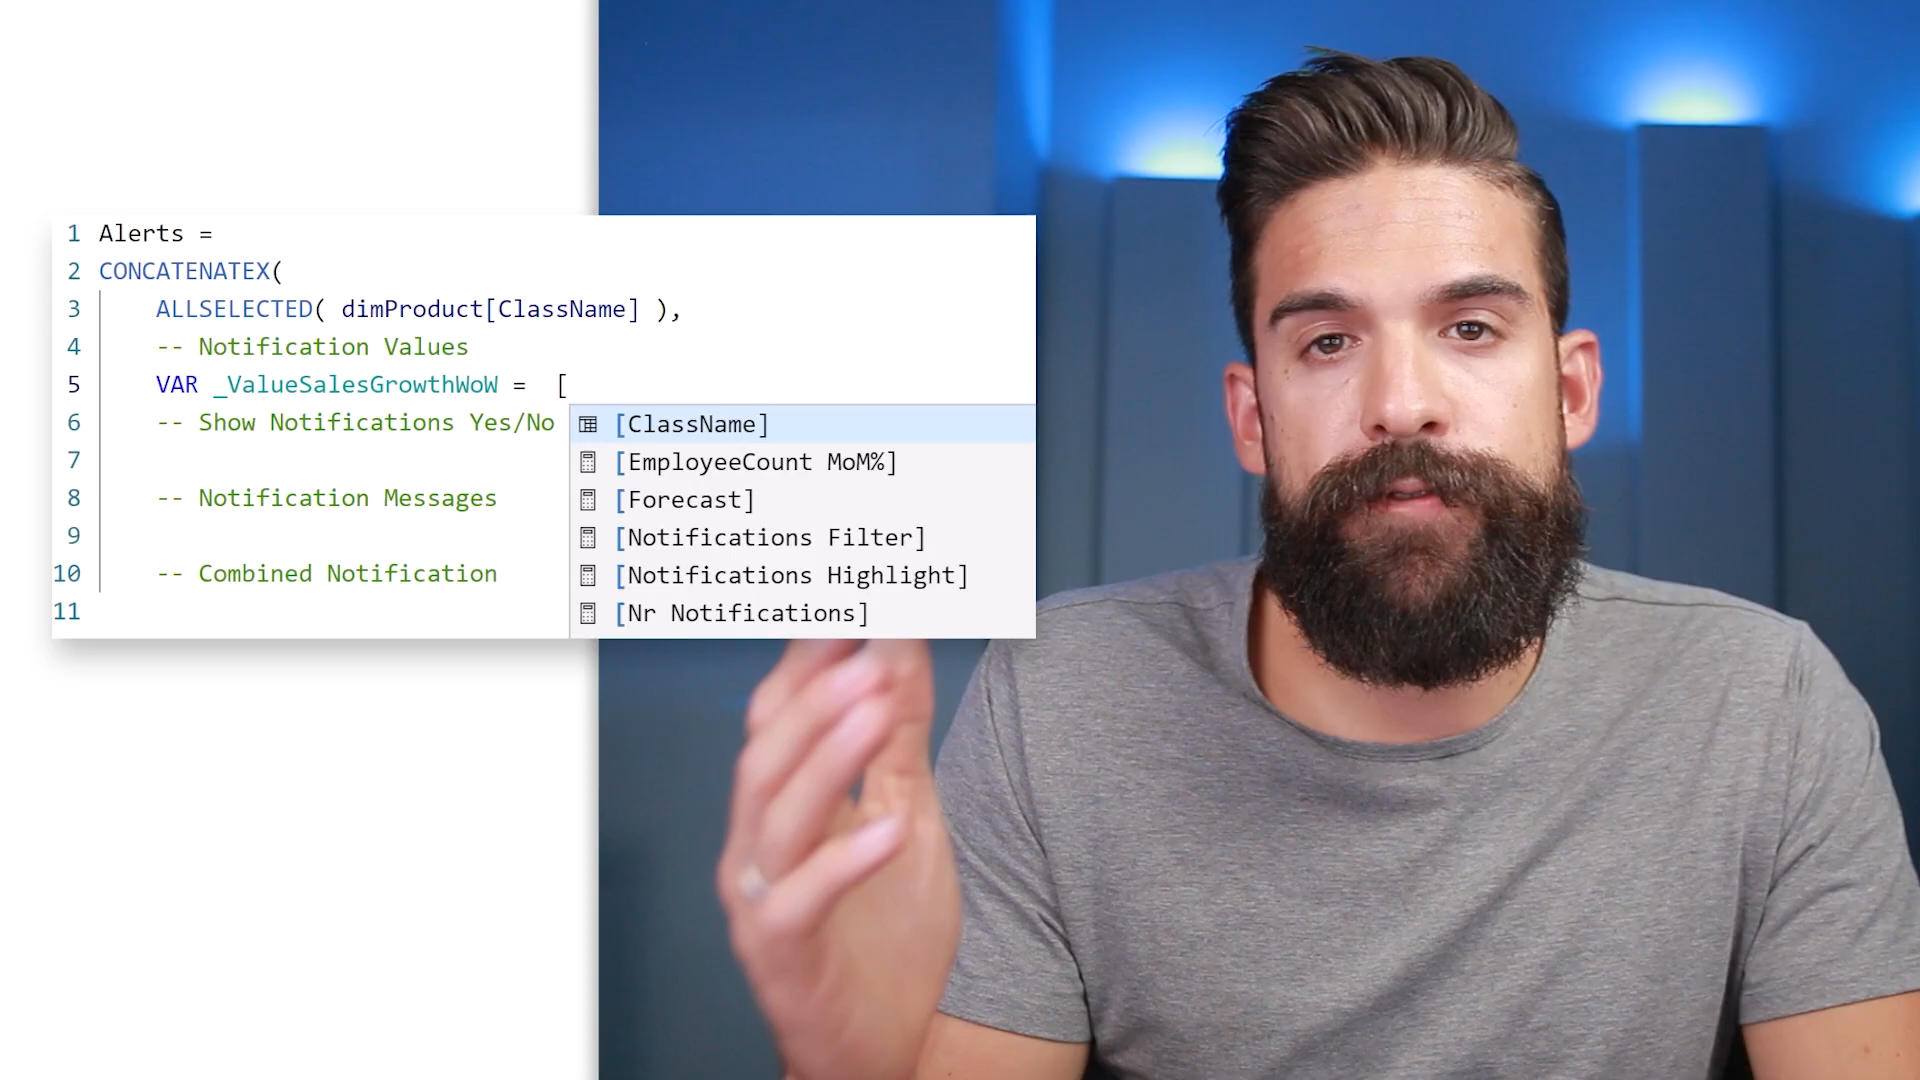 1 Alerts =
2 CONCATENATEX(
3 ALLSELECTED( dimProduct[ClassName] ),
4 -- Notification Values
5 VAR _ValueSalesGrowthWoW =  [
6 -- Show Notifications Yes/No
[ClassName]
7
[EmployeeCount MoM%]
8 -- Notification Messages
[Forecast]
9
[Notifications Filter]
10 -- Combined Notification
[Notifications Highlight]
11
[Nr Notifications]